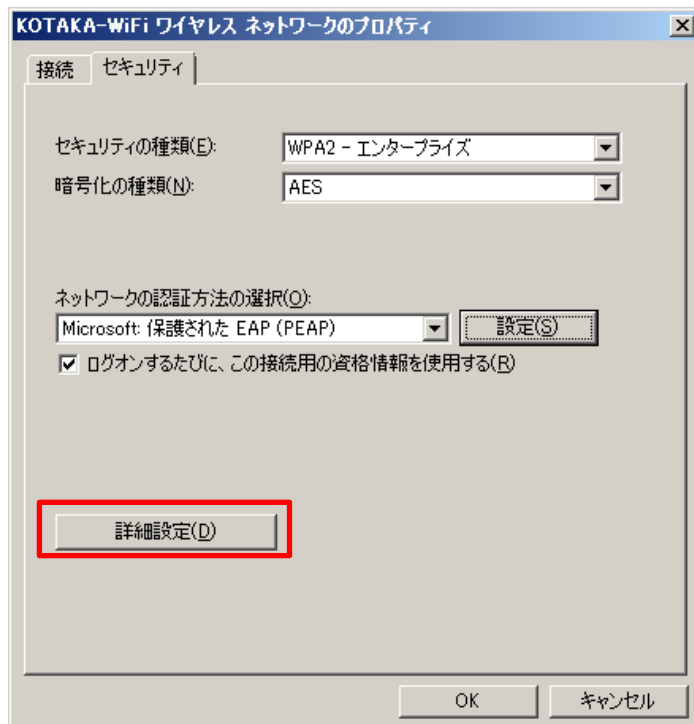 KOTAKA-WiFi ワイヤレス ネットワークのプロパティ
接続 セキュリティ
セキュリティの種類(E): WPA2 - エンタープライズ
暗号化の種類(N): AES
ネットワークの認証方法の選択(O):
Microsoft: 保護された EAP (PEAP) 設定(S)
ログオンするたびに、この接続用の資格情報を使用する(R)
詳細設定(D)
OK キャンセル